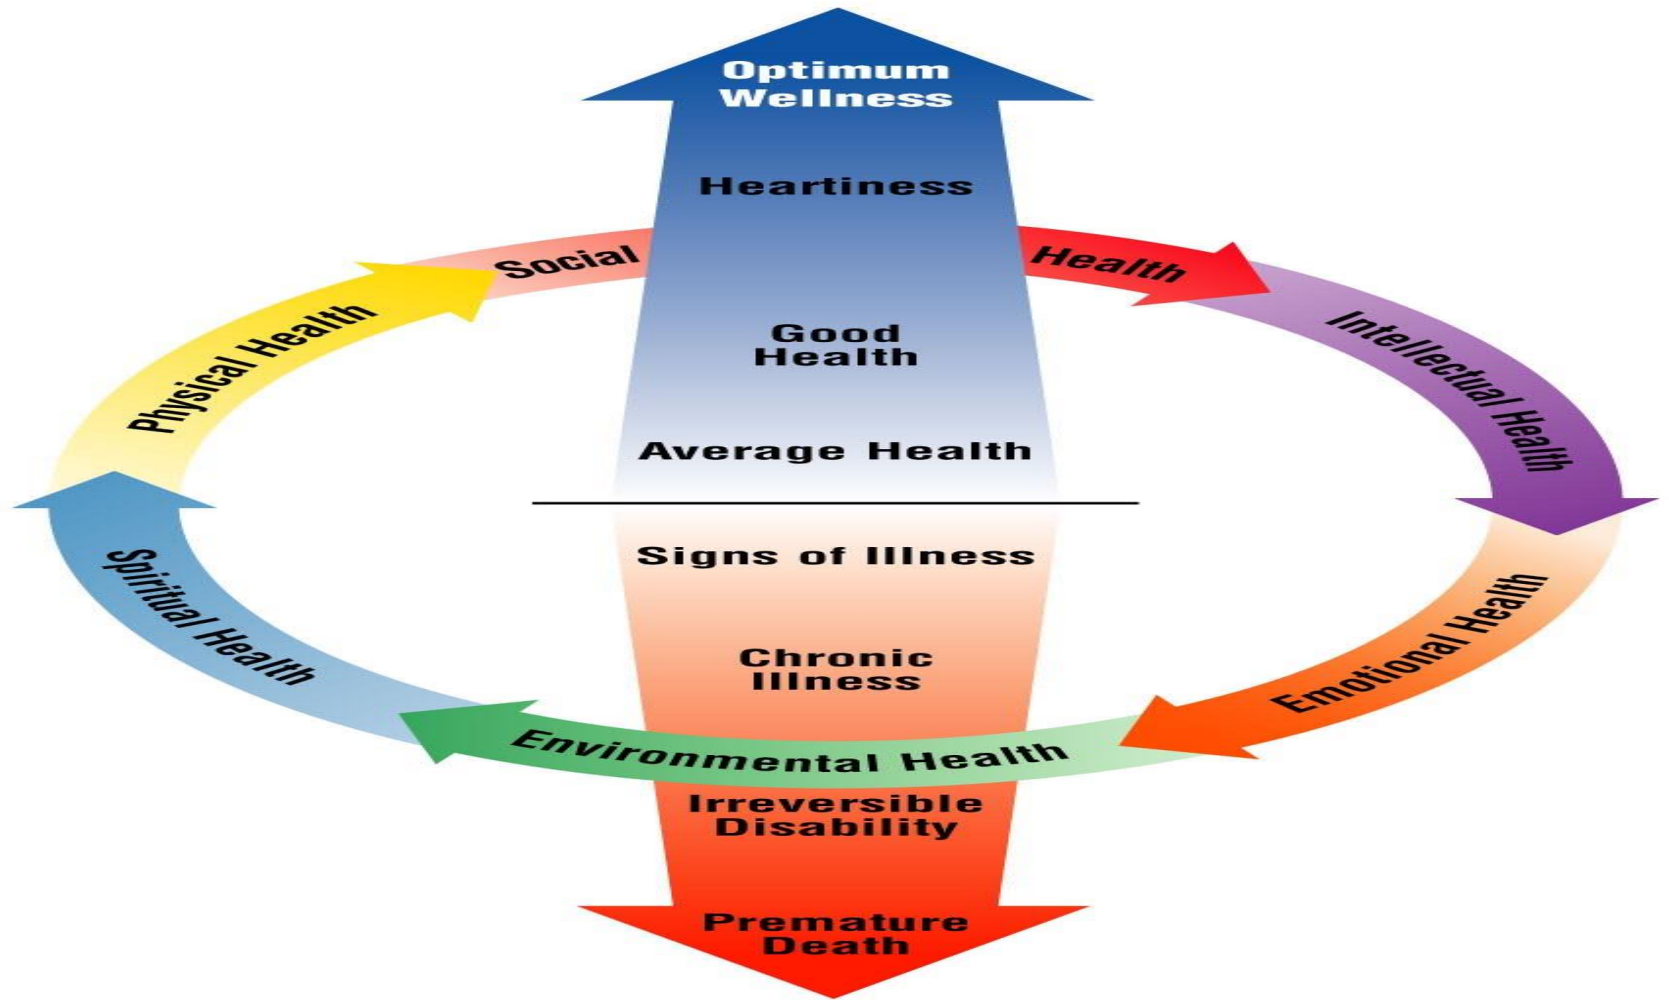 Optimum
Wellness
Heartiness
Social Health
Good
Health
Physical Health
Intellectual Health
Average Health
Signs of Illness
Spiritual Health
Emotional Health
Chronic
Illness
Environmental Health
Irreversible
Disability
Premature
Death